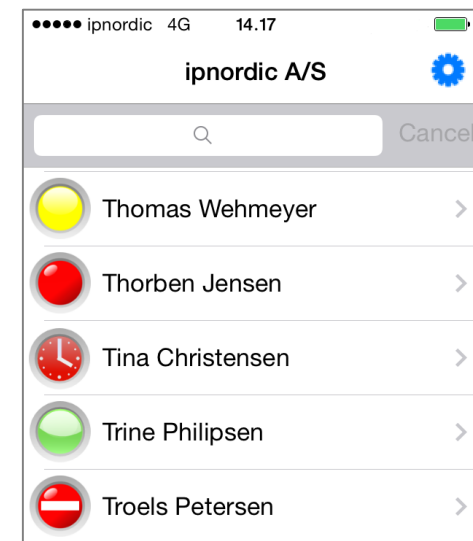 ipnordic 4G 14.17
ipnordic A/S
Cancel
Thomas Wehmeyer
Thorben Jensen
Tina Christensen
Trine Philipsen
Troels Petersen